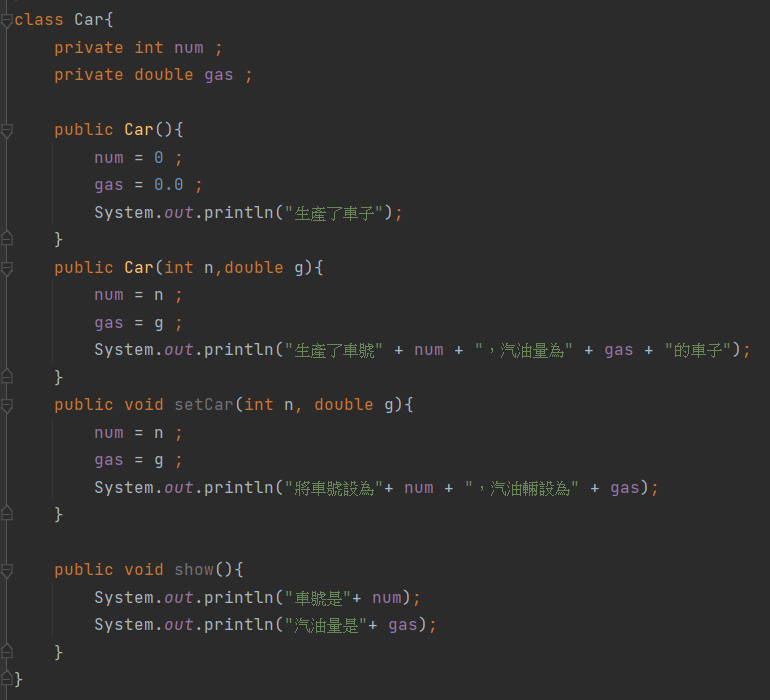 class Car{
    private int num ;
    private double gas ;

    public Car(){
        num = 0 ;
        gas = 0.0 ;
        System.out.println("生產了車子");
    }
    public Car(int n,double g){
        num = n ;
        gas = g ;
        System.out.println("生產了車號" + num + "，汽油量為" + gas + "的車子");
    }
    public void setCar(int n, double g){
        num = n ;
        gas = g ;
        System.out.println("將車號設為"+ num + "，汽油輛設為" + gas);
    }

    public void show(){
        System.out.println("車號是"+ num);
        System.out.println("汽油量是"+ gas);
    }
}